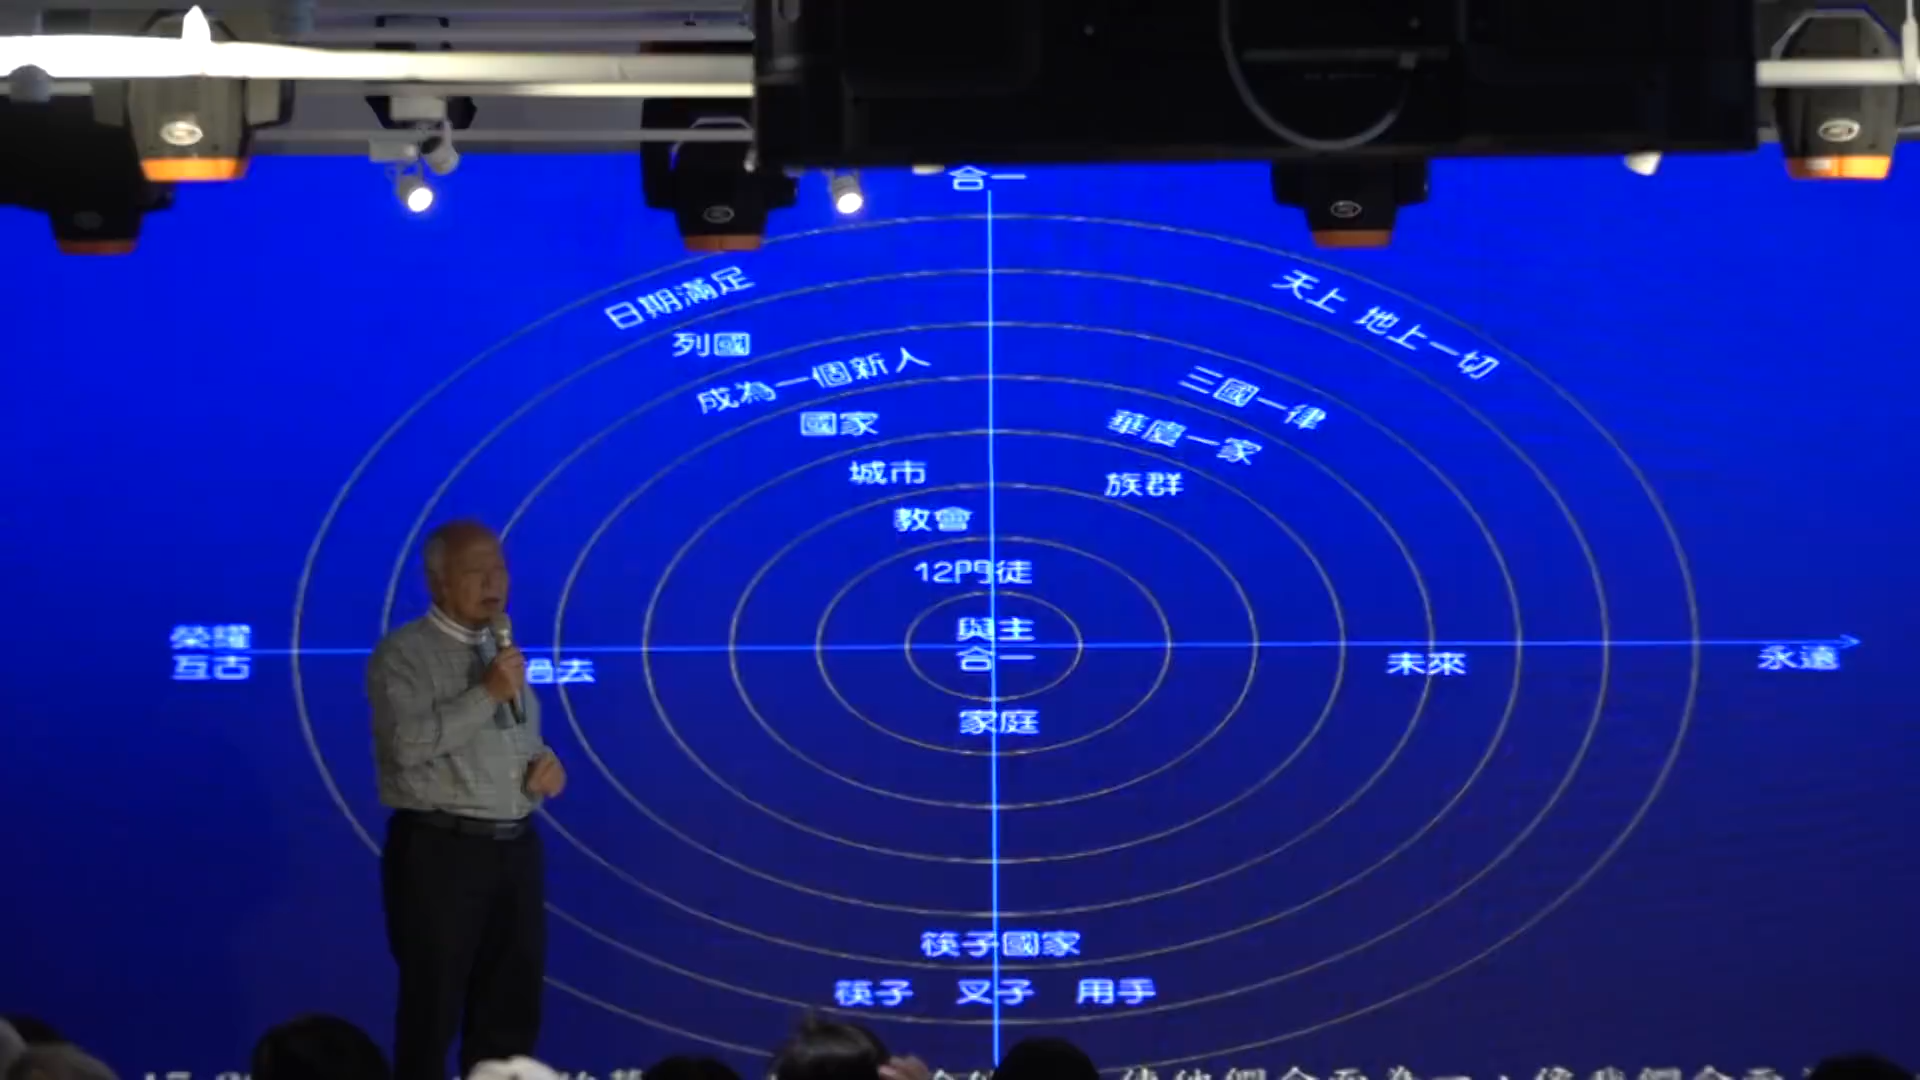 合一
日期滿足
天上 地上一切
列國
成為一個新人
三國一律
國家
華廈一家
城市
族群
教會
12門徒
與主
合一
榮耀
亙古
過去
未來
永遠
家庭
筷子國家
筷子 叉子 用手